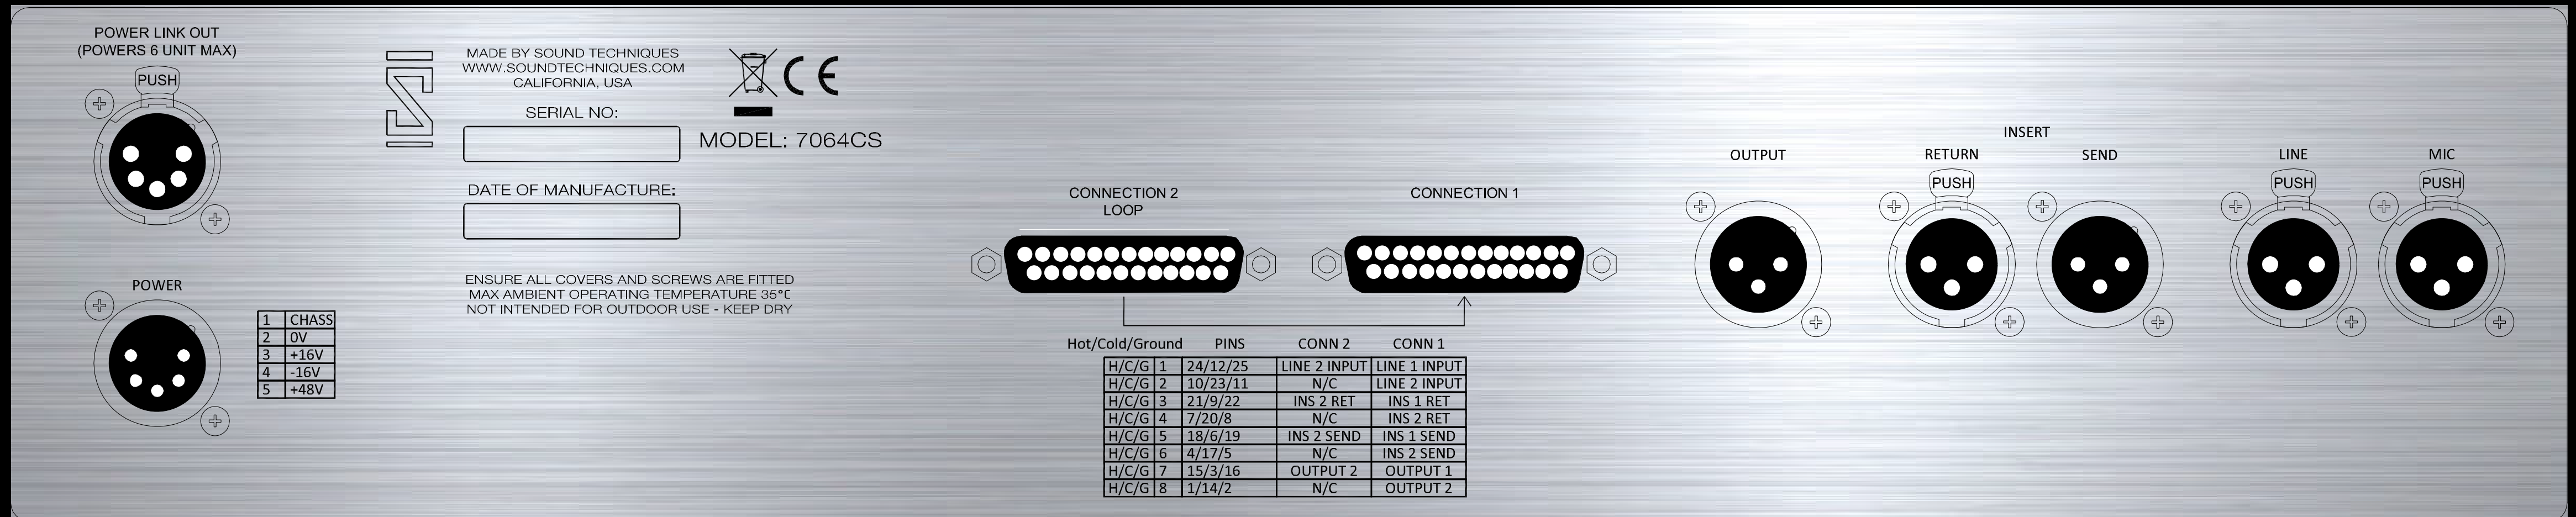 POWER LINK OUT
(POWERS 6 UNIT MAX)
PUSH
POWER
1 CHASS
2 0V
3 +16V
4 -16V
5 +48V
MADE BY SOUND TECHNIQUES
WWW.SOUNDTECHNIQUES.COM
CALIFORNIA, USA
SERIAL NO:
DATE OF MANUFACTURE:
CE
MODEL: 7064CS
ENSURE ALL COVERS AND SCREWS ARE FITTED
MAX AMBIENT OPERATING TEMPERATURE 35°C
NOT INTENDED FOR OUTDOOR USE - KEEP DRY
CONNECTION 2
LOOP
CONNECTION 1
Hot/Cold/Ground PINS CONN 2 CONN 1
H/C/G 1 24/12/25 LINE 2 INPUT LINE 1 INPUT
H/C/G 2 10/23/11 N/C LINE 2 INPUT
H/C/G 3 21/9/22 INS 2 RET INS 1 RET
H/C/G 4 7/20/8 N/C INS 2 RET
H/C/G 5 18/6/19 INS 2 SEND INS 1 SEND
H/C/G 6 4/17/5 N/C INS 2 SEND
H/C/G 7 15/3/16 OUTPUT 2 OUTPUT 1
H/C/G 8 1/14/2 N/C OUTPUT 2
OUTPUT
INSERT
RETURN
SEND
PUSH
LINE
PUSH
MIC
PUSH